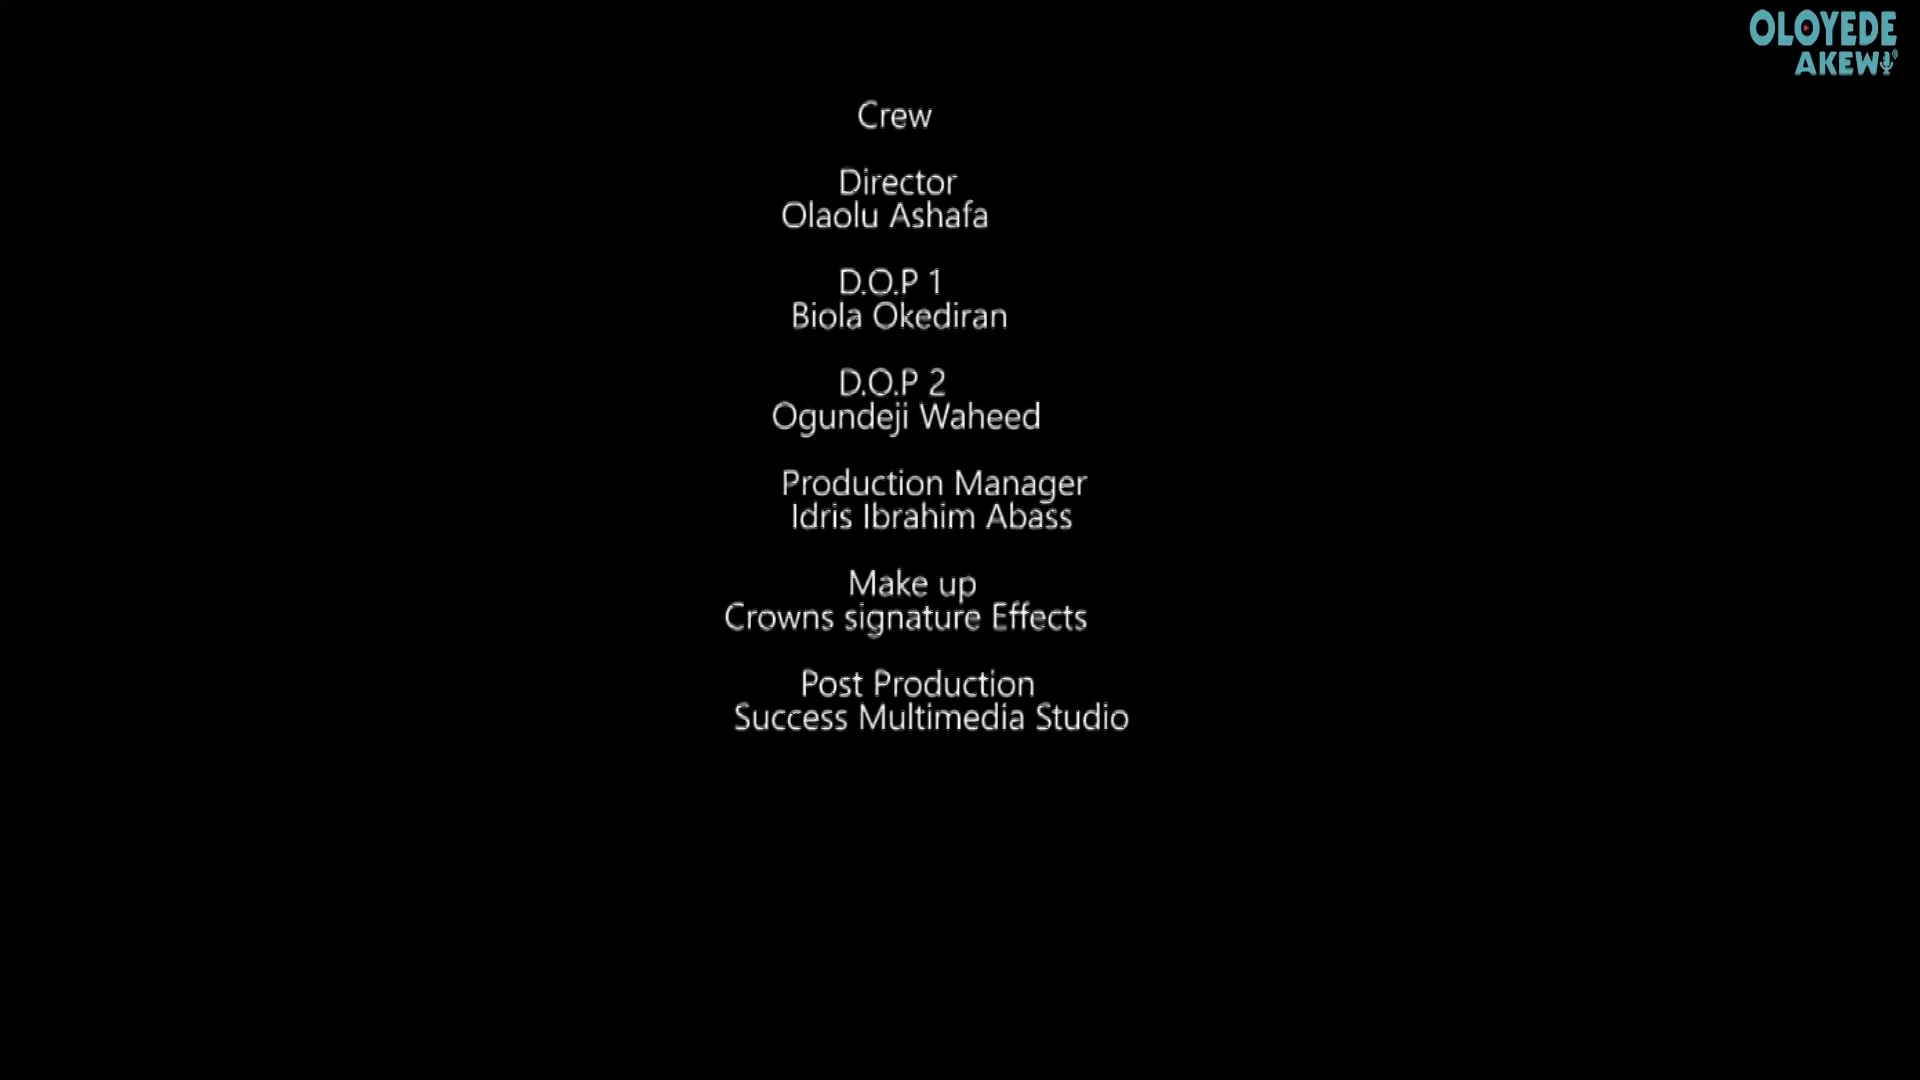 OLOYEDE
AKEWI
Crew
Director
Olaolu Ashafa
D.O.P 1
Biola Okediran
D.O.P 2
Ogundeji Waheed
Production Manager
Idris Ibrahim Abass
Make up
Crowns signature Effects
Post Production
Success Multimedia Studio